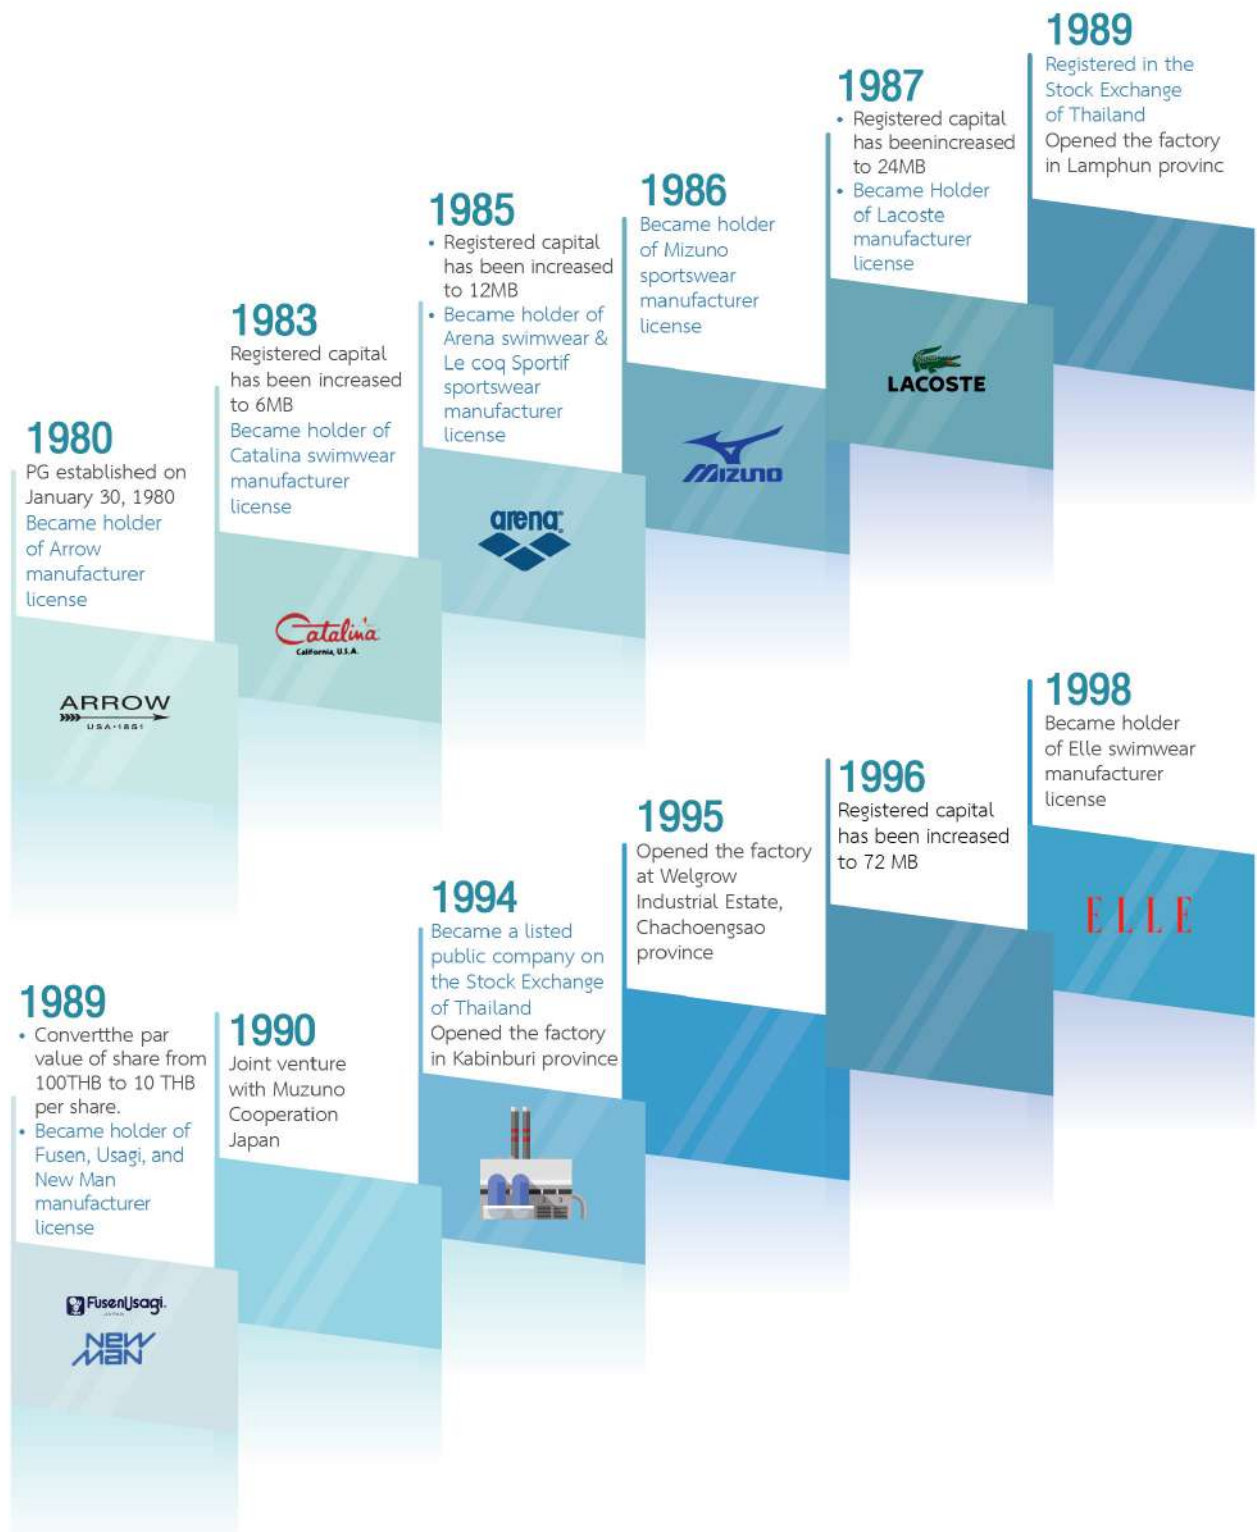 1980
PG established on
January 30, 1980
Became holder
of Arrow
manufacturer
license
ARROW
USA•1851
1983
Registered capital
has been increased
to 6MB
Became holder of
Catalina swimwear
manufacturer
license
Catalina
California, U.S.A.
1985
• Registered capital
has been increased
to 12MB
• Became holder of
Arena swimwear &
Le coq Sportif
sportswear
manufacturer
license
arena
1986
Became holder
of Mizuno
sportswear
manufacturer
license
MIZUNO
1987
• Registered capital
has beenincreased
to 24MB
• Became Holder
of Lacoste
manufacturer
license
LACOSTE
1989
Registered in the
Stock Exchange
of Thailand
Opened the factory
in Lamphun provinc
1989
• Convertthe par
value of share from
100THB to 10 THB
per share.
• Became holder of
Fusen, Usagi, and
New Man
manufacturer
license
FusenUsagi.
JAPAN
NEW
MAN
1990
Joint venture
with Muzuno
Cooperation
Japan
1994
Became a listed
public company on
the Stock Exchange
of Thailand
Opened the factory
in Kabinburi province
1995
Opened the factory
at Welgrow
Industrial Estate,
Chachoengsao
province
1996
Registered capital
has been increased
to 72 MB
1998
Became holder
of Elle swimwear
manufacturer
license
ELLE